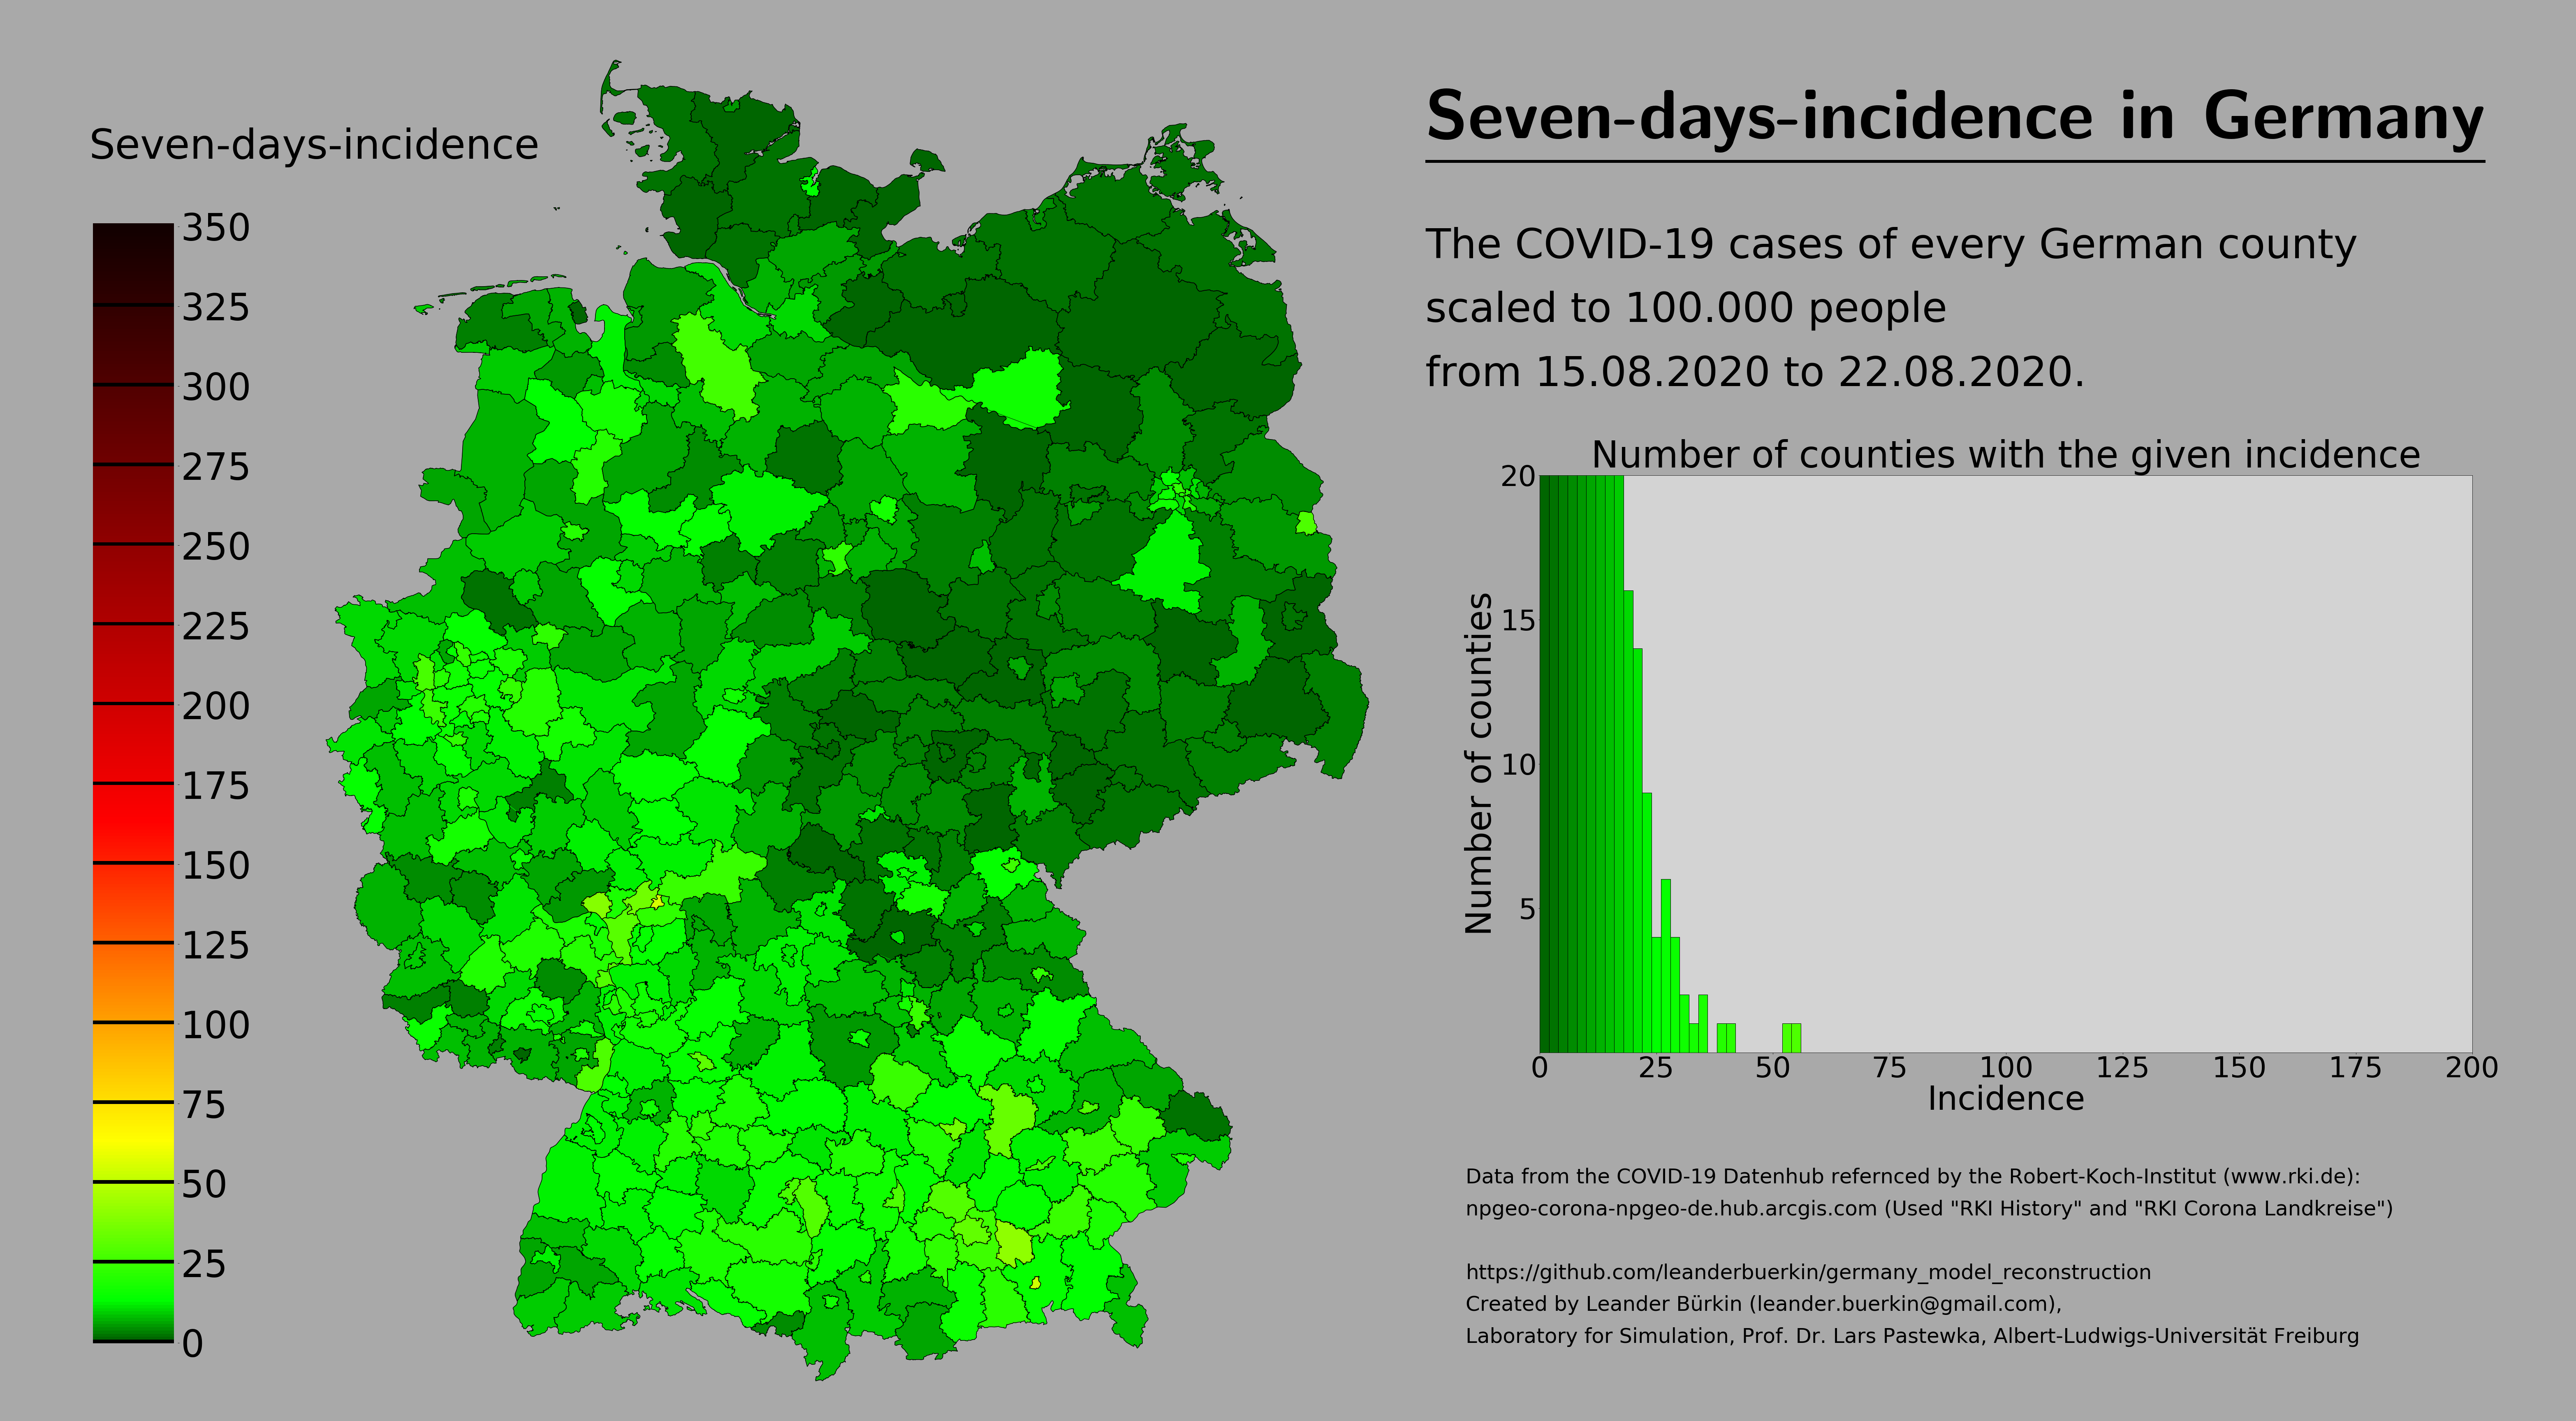 Seven-days-incidence in Germany
Seven-days-incidence
350
325
300
275
250
225
200
175
150
125
100
75
50
25
0
The COVID-19 cases of every German county
scaled to 100.000 people
from 15.08.2020 to 22.08.2020.
Number of counties with the given incidence
Number of counties
20
15
10
5
0 25 50 75 100 125 150 175 200
Incidence
Data from the COVID-19 Datenhub refernced by the Robert-Koch-Institut (www.rki.de):
npgeo-corona-npgeo-de.hub.arcgis.com (Used "RKI History" and "RKI Corona Landkreise")
https://github.com/leanderbuerkin/germany_model_reconstruction
Created by Leander Bürkin (leander.buerkin@gmail.com),
Laboratory for Simulation, Prof. Dr. Lars Pastewka, Albert-Ludwigs-Universität Freiburg